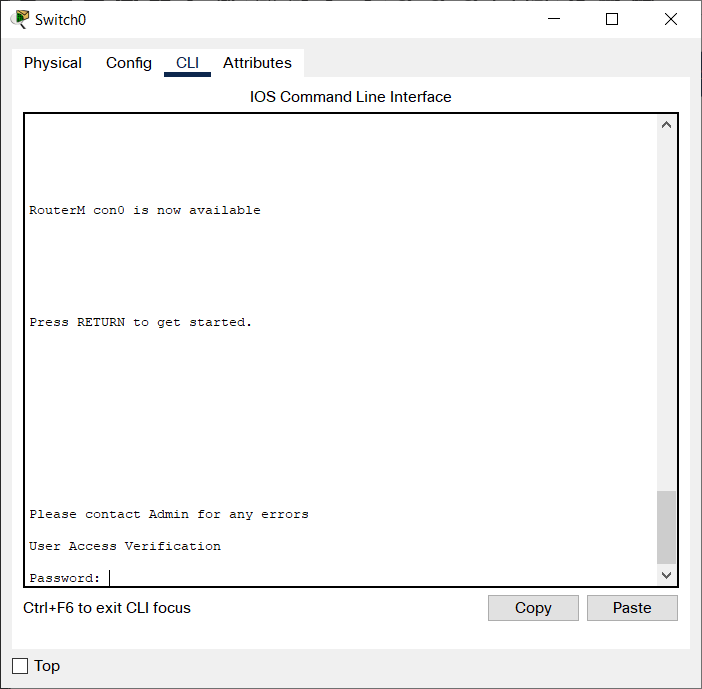 Switch0
Physical Config CLI Attributes
IOS Command Line Interface
RouterM con0 is now available
Press RETURN to get started.
Please contact Admin for any errors
User Access Verification
Password:
Ctrl+F6 to exit CLI focus
Copy Paste
Top